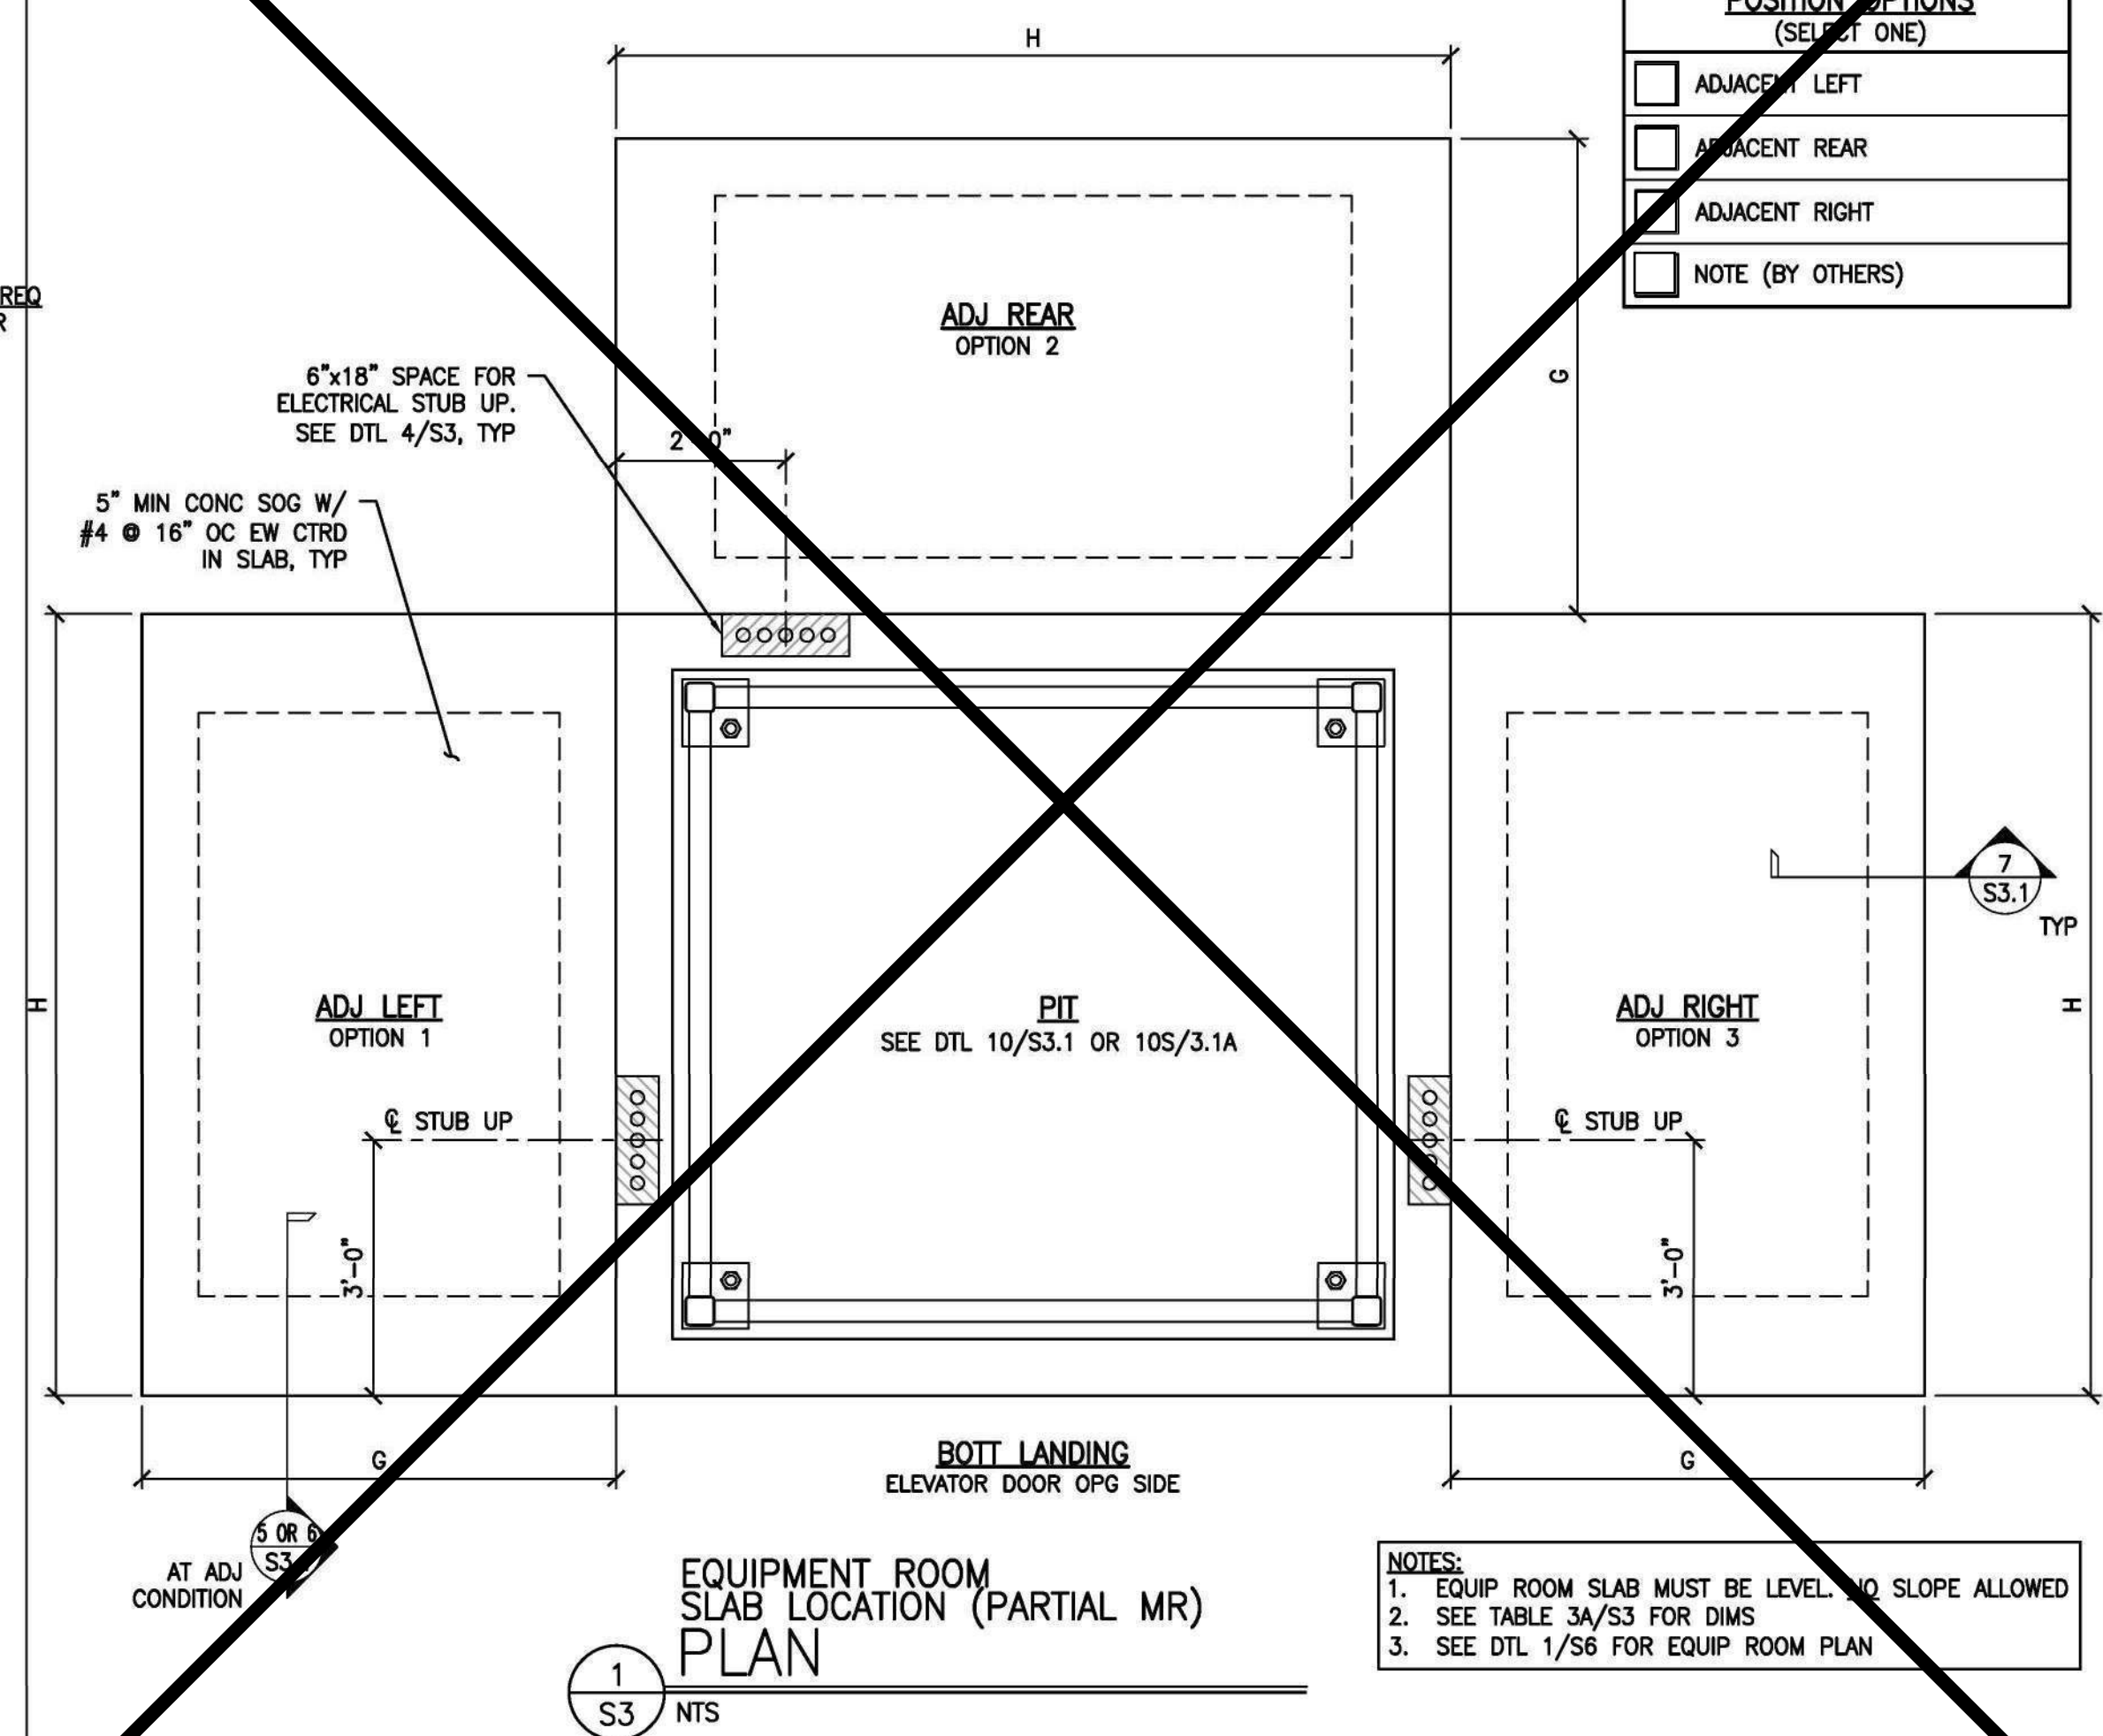 H
POSITION OPTIONS
(SELECT ONE)
ADJACENT LEFT
ADJACENT REAR
ADJACENT RIGHT
NOTE (BY OTHERS)
REQ
R
ADJ REAR
OPTION 2
G
6"x18" SPACE FOR
ELECTRICAL STUB UP.
SEE DTL 4/S3, TYP
5" MIN CONC SOG W/
#4 @ 16" OC EW CTRD
IN SLAB, TYP
7
S3.1
TYP
H
ADJ LEFT
OPTION 1
PIT
SEE DTL 10/S3.1 OR 10S/3.1A
ADJ RIGHT
OPTION 3
H
℄ STUB UP
℄ STUB UP
3'-0"
3'-0"
G
BOTT LANDING
ELEVATOR DOOR OPG SIDE
G
5 OR 6
AT ADJ
CONDITION
EQUIPMENT ROOM
SLAB LOCATION (PARTIAL MR)
PLAN
1
S3
NTS
NOTES:
1. EQUIP ROOM SLAB MUST BE LEVEL. NO SLOPE ALLOWED
2. SEE TABLE 3A/S3 FOR DIMS
3. SEE DTL 1/S6 FOR EQUIP ROOM PLAN